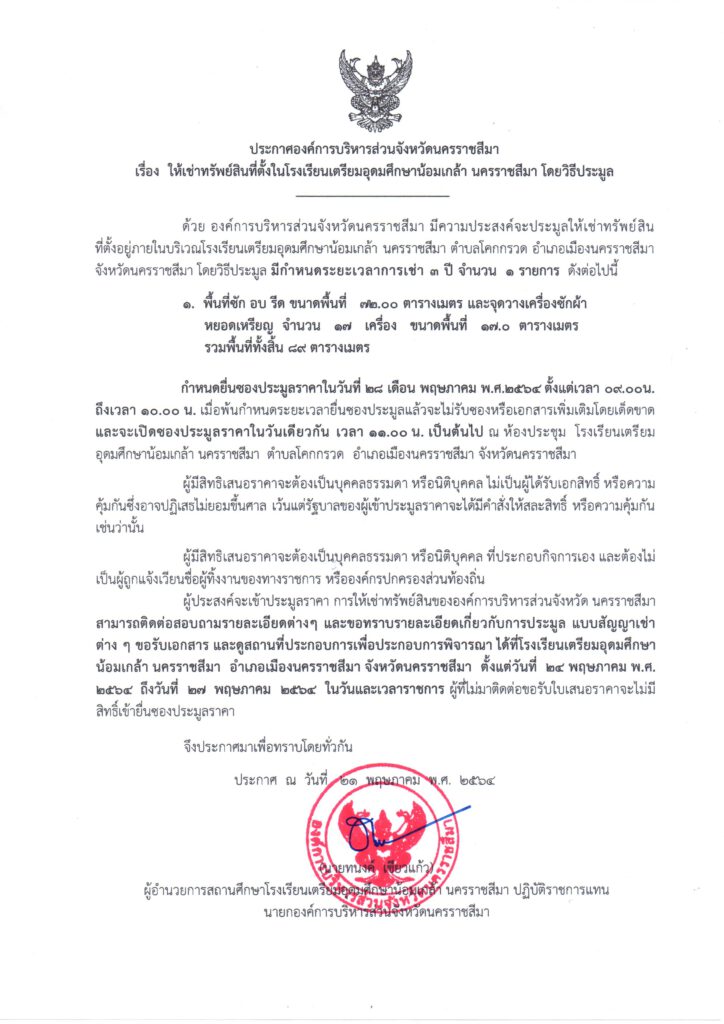 ประกาศองค์การบริหารส่วนจังหวัดนครราชสีมา
เรื่อง ให้เช่าทรัพย์สินที่ตั้งในโรงเรียนเตรียมอุดมศึกษาน้อมเกล้า นครราชสีมา โดยวิธีประมูล
ด้วย องค์การบริหารส่วนจังหวัดนครราชสีมา มีความประสงค์จะประมูลให้เช่าทรัพย์สิน
ที่ตั้งอยู่ภายในบริเวณโรงเรียนเตรียมอุดมศึกษาน้อมเกล้า นครราชสีมา ตำบลโคกกรวด อำเภอเมืองนครราชสีมา
จังหวัดนครราชสีมา โดยวิธีประมูล มีกำหนดระยะเวลาการเช่า ๓ ปี จำนวน ๑ รายการ ดังต่อไปนี้
๑. พื้นที่ซัก อบ รีด ขนาดพื้นที่ ๗๒.๐๐ ตารางเมตร และจุดวางเครื่องซักผ้า
หยอดเหรียญ จำนวน ๑๗ เครื่อง ขนาดพื้นที่ ๑๗.๐ ตารางเมตร
รวมพื้นที่ทั้งสิ้น ๘๙ ตารางเมตร
กำหนดยื่นซองประมูลราคาในวันที่ ๒๘ เดือน พฤษภาคม พ.ศ.๒๕๖๔ ตั้งแต่เวลา ๐๙.๐๐น.
ถึงเวลา ๑๐.๐๐ น. เมื่อพ้นกำหนดระยะเวลายื่นซองประมูลแล้วจะไม่รับซองหรือเอกสารเพิ่มเติมโดยเด็ดขาด
และจะเปิดซองประมูลราคาในวันเดียวกัน เวลา ๑๑.๐๐ น. เป็นต้นไป ณ ห้องประชุม โรงเรียนเตรียม
อุดมศึกษาน้อมเกล้า นครราชสีมา ตำบลโคกกรวด อำเภอเมืองนครราชสีมา จังหวัดนครราชสีมา
ผู้มีสิทธิเสนอราคาจะต้องเป็นบุคคลธรรมดา หรือนิติบุคคล ไม่เป็นผู้ได้รับเอกสิทธิ์ หรือความ
คุ้มกันซึ่งอาจปฏิเสธไม่ยอมขึ้นศาล เว้นแต่รัฐบาลของผู้เข้าประมูลราคาจะได้มีคำสั่งให้สละสิทธิ์ หรือความคุ้มกัน
เช่นว่านั้น
ผู้มีสิทธิเสนอราคาจะต้องเป็นบุคคลธรรมดา หรือนิติบุคคล ที่ประกอบกิจการเอง และต้องไม่
เป็นผู้ถูกแจ้งเวียนชื่อผู้ทิ้งงานของทางราชการ หรือองค์กรปกครองส่วนท้องถิ่น
ผู้ประสงค์จะเข้าประมูลราคา การให้เช่าทรัพย์สินขององค์การบริหารส่วนจังหวัด นครราชสีมา
สามารถติดต่อสอบถามรายละเอียดต่างๆ และขอทราบรายละเอียดเกี่ยวกับการประมูล แบบสัญญาเช่า
ต่าง ๆ ขอรับเอกสาร และดูสถานที่ประกอบการเพื่อประกอบการพิจารณา ได้ที่โรงเรียนเตรียมอุดมศึกษา
น้อมเกล้า นครราชสีมา อำเภอเมืองนครราชสีมา จังหวัดนครราชสีมา ตั้งแต่วันที่ ๒๔ พฤษภาคม พ.ศ.
๒๕๖๔ ถึงวันที่ ๒๗ พฤษภาคม ๒๕๖๔ ในวันและเวลาราชการ ผู้ที่ไม่มาติดต่อขอรับใบเสนอราคาจะไม่มี
สิทธิ์เข้ายื่นซองประมูลราคา
จึงประกาศมาเพื่อทราบโดยทั่วกัน
ประกาศ ณ วันที่ ๒๑ พฤษภาคม พ.ศ. ๒๕๖๔
องค์การบริหารส่วนจังหวัดนครราชสีมา
(นายทนงค์ เขียวแก้ว)
ผู้อำนวยการสถานศึกษาโรงเรียนเตรียมอุดมศึกษาน้อมเกล้า นครราชสีมา ปฏิบัติราชการแทน
นายกองค์การบริหารส่วนจังหวัดนครราชสีมา